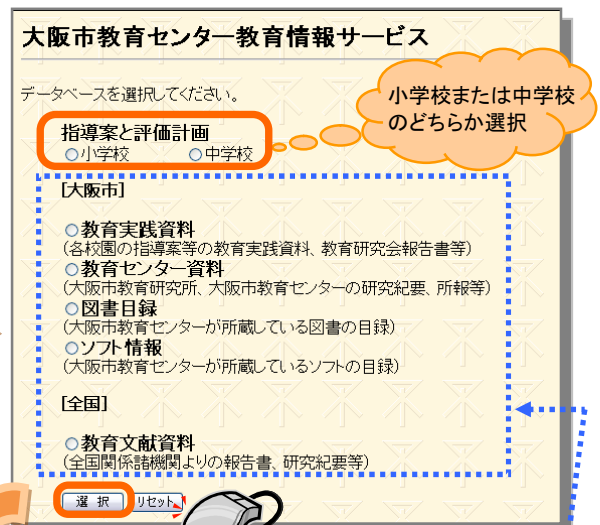 大阪市教育センター教育情報サービス
データベースを選択してください。
小学校または中学校
のどちらか選択
指導案と評価計画
○小学校 ○中学校
[大阪市]
○教育実践資料
(各校園の指導案等の教育実践資料、教育研究会報告書等)
○教育センター資料
(大阪市教育研究所、大阪市教育センターの研究紀要、所報等)
○図書目録
(大阪市教育センターが所蔵している図書の目録)
○ソフト情報
(大阪市教育センターが所蔵しているソフトの目録)
[全国]
○教育文献資料
(全国関係諸機関よりの報告書、研究紀要等)
選 択 リセット